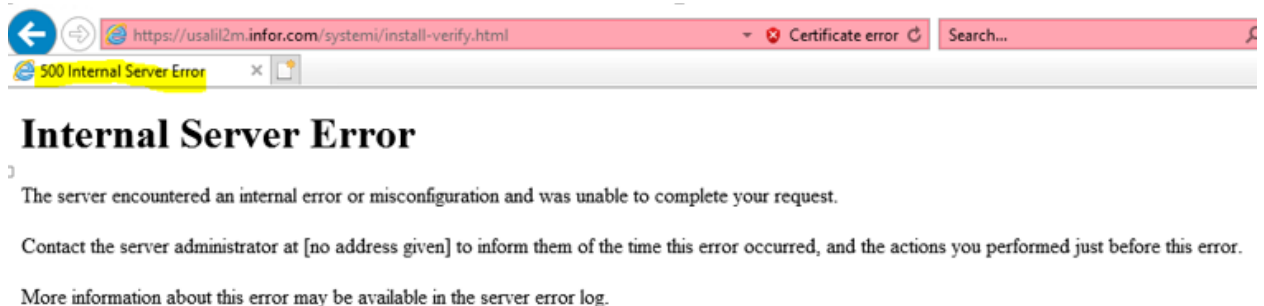 https://usalil2m.infor.com/systemi/install-verify.html Certificate error Search...
500 Internal Server Error
Internal Server Error
The server encountered an internal error or misconfiguration and was unable to complete your request.
Contact the server administrator at [no address given] to inform them of the time this error occurred, and the actions you performed just before this error.
More information about this error may be available in the server error log.